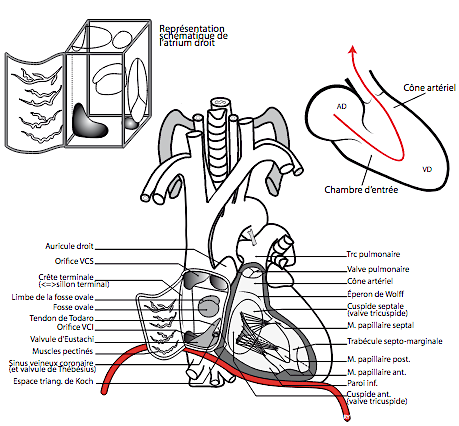 Représentation
schématique de
l'atrium droit
Cône artériel
AD
VD
Chambre d'entrée
Auricule droit
Orifice VCS
Crête terminale
(<=>sillon terminal)
Limbe de la fosse ovale
Fosse ovale
Tendon de Todaro
Orifice VCI
Valvule d'Eustachi
Muscles pectinés
Sinus veineux coronaire
(et valvule de Thébésius)
Espace triang. de Koch
Trc pulmonaire
Valve pulmonaire
Cône artériel
Éperon de Wolff
Cuspide septale
(valve tricuspide)
M. papillaire septal
Trabécule septo-marginale
M. papillaire post.
M. papillaire ant.
Paroi inf.
Cuspide ant.
(valve tricuspide)